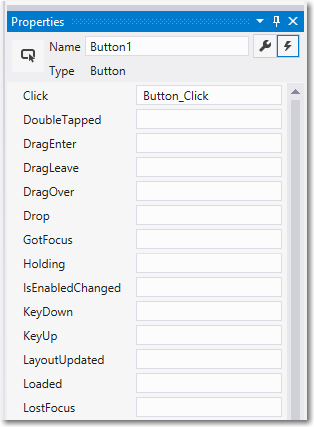 Properties
Name Button1
Type Button
Click Button_Click
DoubleTapped
DragEnter
DragLeave
DragOver
Drop
GotFocus
Holding
IsEnabledChanged
KeyDown
KeyUp
LayoutUpdated
Loaded
LostFocus